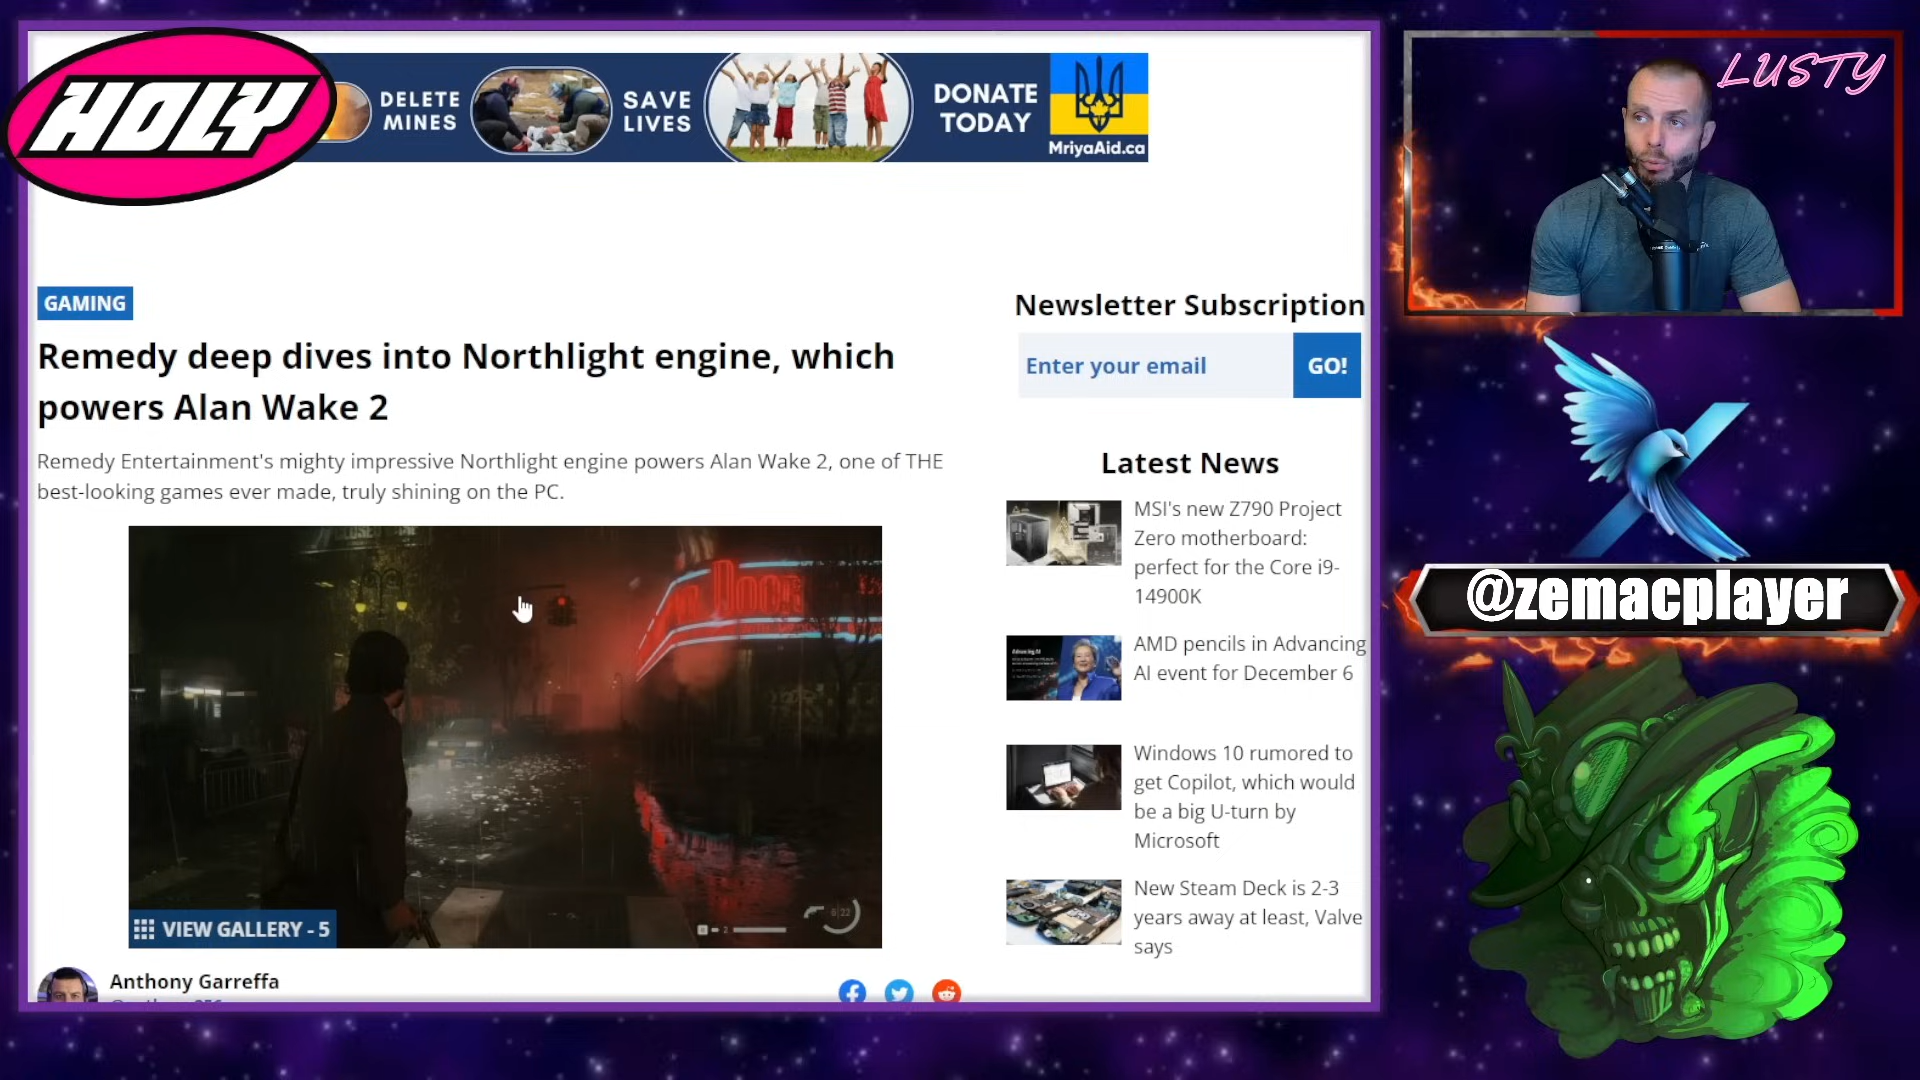 HOLY
DELETE
MINES
SAVE
LIVES
DONATE
TODAY
MriyaAid.ca
LUSTY
GAMING
Remedy deep dives into Northlight engine, which
powers Alan Wake 2
Remedy Entertainment's mighty impressive Northlight engine powers Alan Wake 2, one of THE
best-looking games ever made, truly shining on the PC.
VIEW GALLERY - 5
Anthony Garreffa
Newsletter Subscription
Enter your email
GO!
Latest News
MSI's new Z790 Project
Zero motherboard:
perfect for the Core i9-
14900K
AMD pencils in Advancing
AI event for December 6
Windows 10 rumored to
get Copilot, which would
be a big U-turn by
Microsoft
New Steam Deck is 2-3
years away at least, Valve
says
@zemacplayer